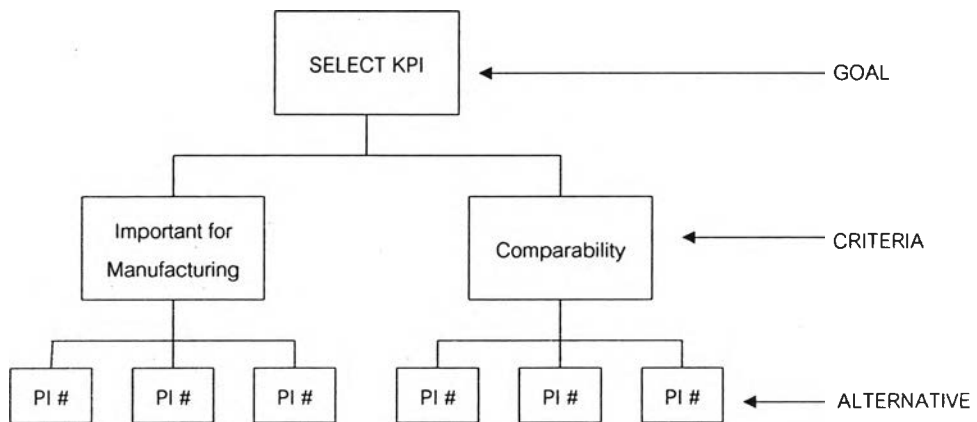 SELECT KPI
GOAL
Important for
Manufacturing
Comparability
CRITERIA
PI #
PI #
PI #
PI #
PI #
PI #
ALTERNATIVE